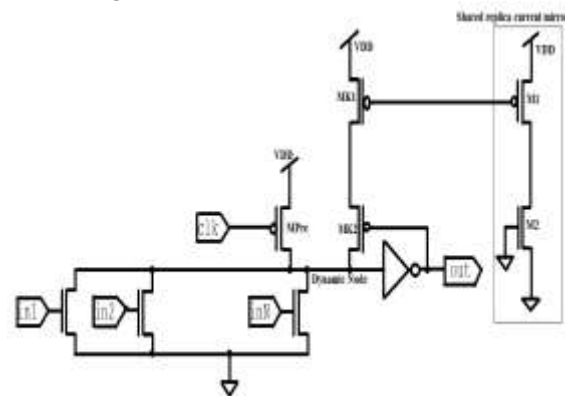 Shared replica current mirror
VDD
VDD
MK1
M1
VDD
clk
MPre
MK2
M2
Dynamic Node
out
in1
in2
inN